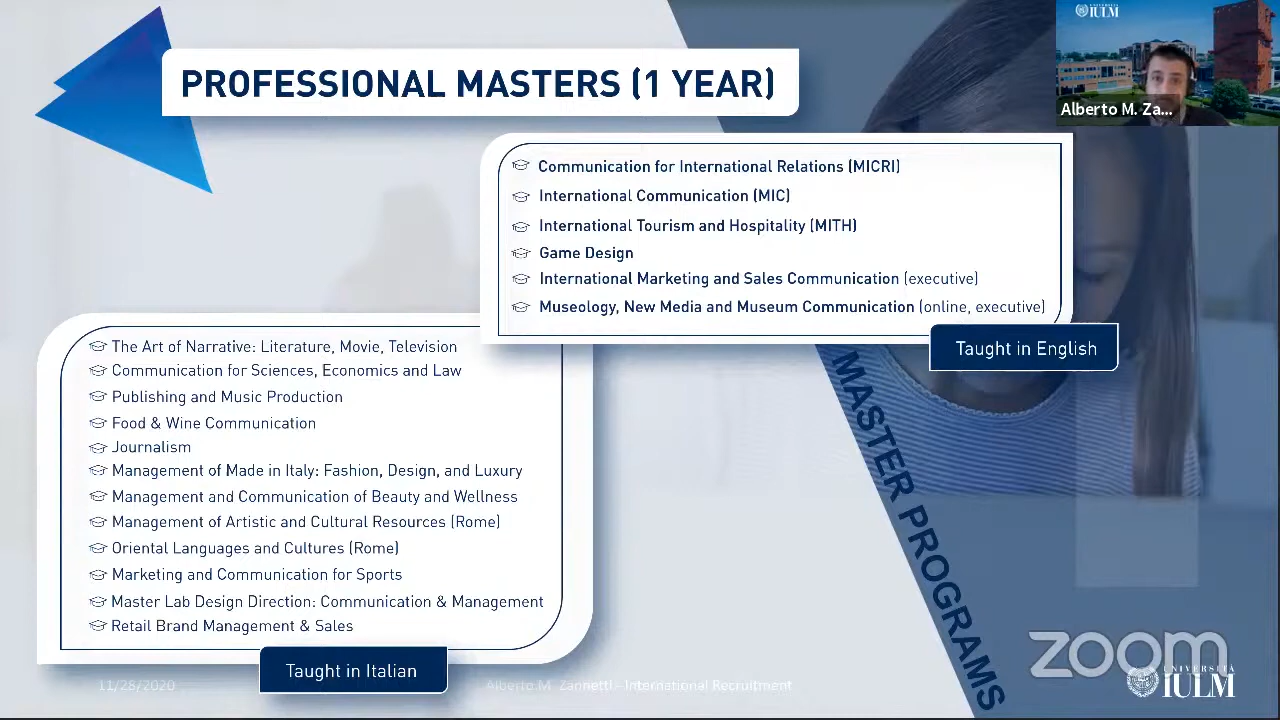 PROFESSIONAL MASTERS (1 YEAR)
UNIVERSITÀ
IULM
Alberto M. Za...
Communication for International Relations (MICRI)
International Communication (MIC)
International Tourism and Hospitality (MITH)
Game Design
International Marketing and Sales Communication (executive)
Museology, New Media and Museum Communication (online, executive)
Taught in English
The Art of Narrative: Literature, Movie, Television
Communication for Sciences, Economics and Law
Publishing and Music Production
Food & Wine Communication
Journalism
Management of Made in Italy: Fashion, Design, and Luxury
Management and Communication of Beauty and Wellness
Management of Artistic and Cultural Resources (Rome)
Oriental Languages and Cultures (Rome)
Marketing and Communication for Sports
Master Lab Design Direction: Communication & Management
Retail Brand Management & Sales
Taught in Italian
MASTER PROGRAMS
11/28/2020
Alberto M. Zannetti - International Recruitment
zoom
UNIVERSITÀ
IULM